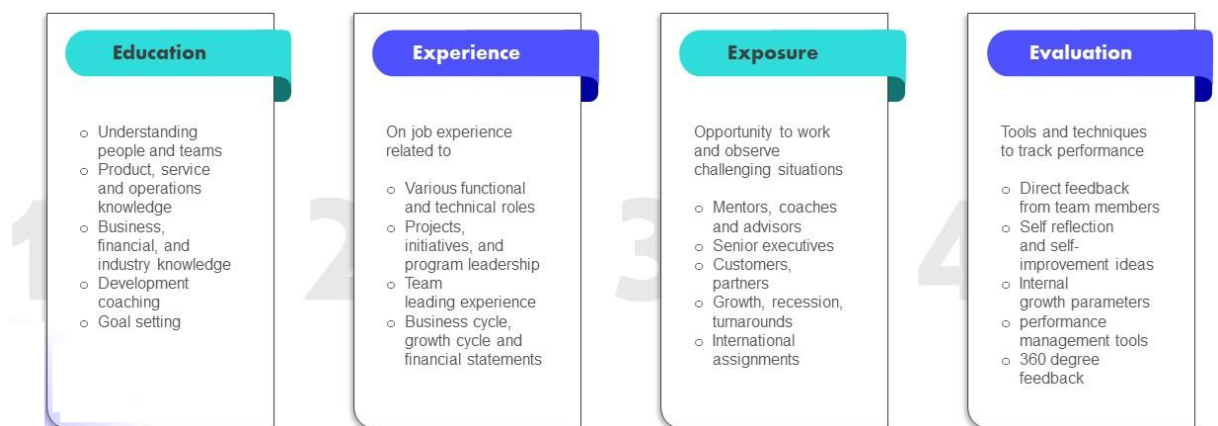 1
Education
o Understanding
people and teams
o Product, service
and operations
knowledge
o Business,
financial, and
industry knowledge
o Development
coaching
o Goal setting
2
Experience
On job experience
related to
o Various functional
and technical roles
o Projects,
initiatives, and
program leadership
o Team
leading experience
o Business cycle,
growth cycle and
financial statements
3
Exposure
Opportunity to work
and observe
challenging situations
o Mentors, coaches
and advisors
o Senior executives
o Customers,
partners
o Growth, recession,
turnarounds
o International
assignments
4
Evaluation
Tools and techniques
to track performance
o Direct feedback
from team members
o Self reflection
and self-
improvement ideas
o Internal
growth parameters
o performance
management tools
o 360 degree
feedback